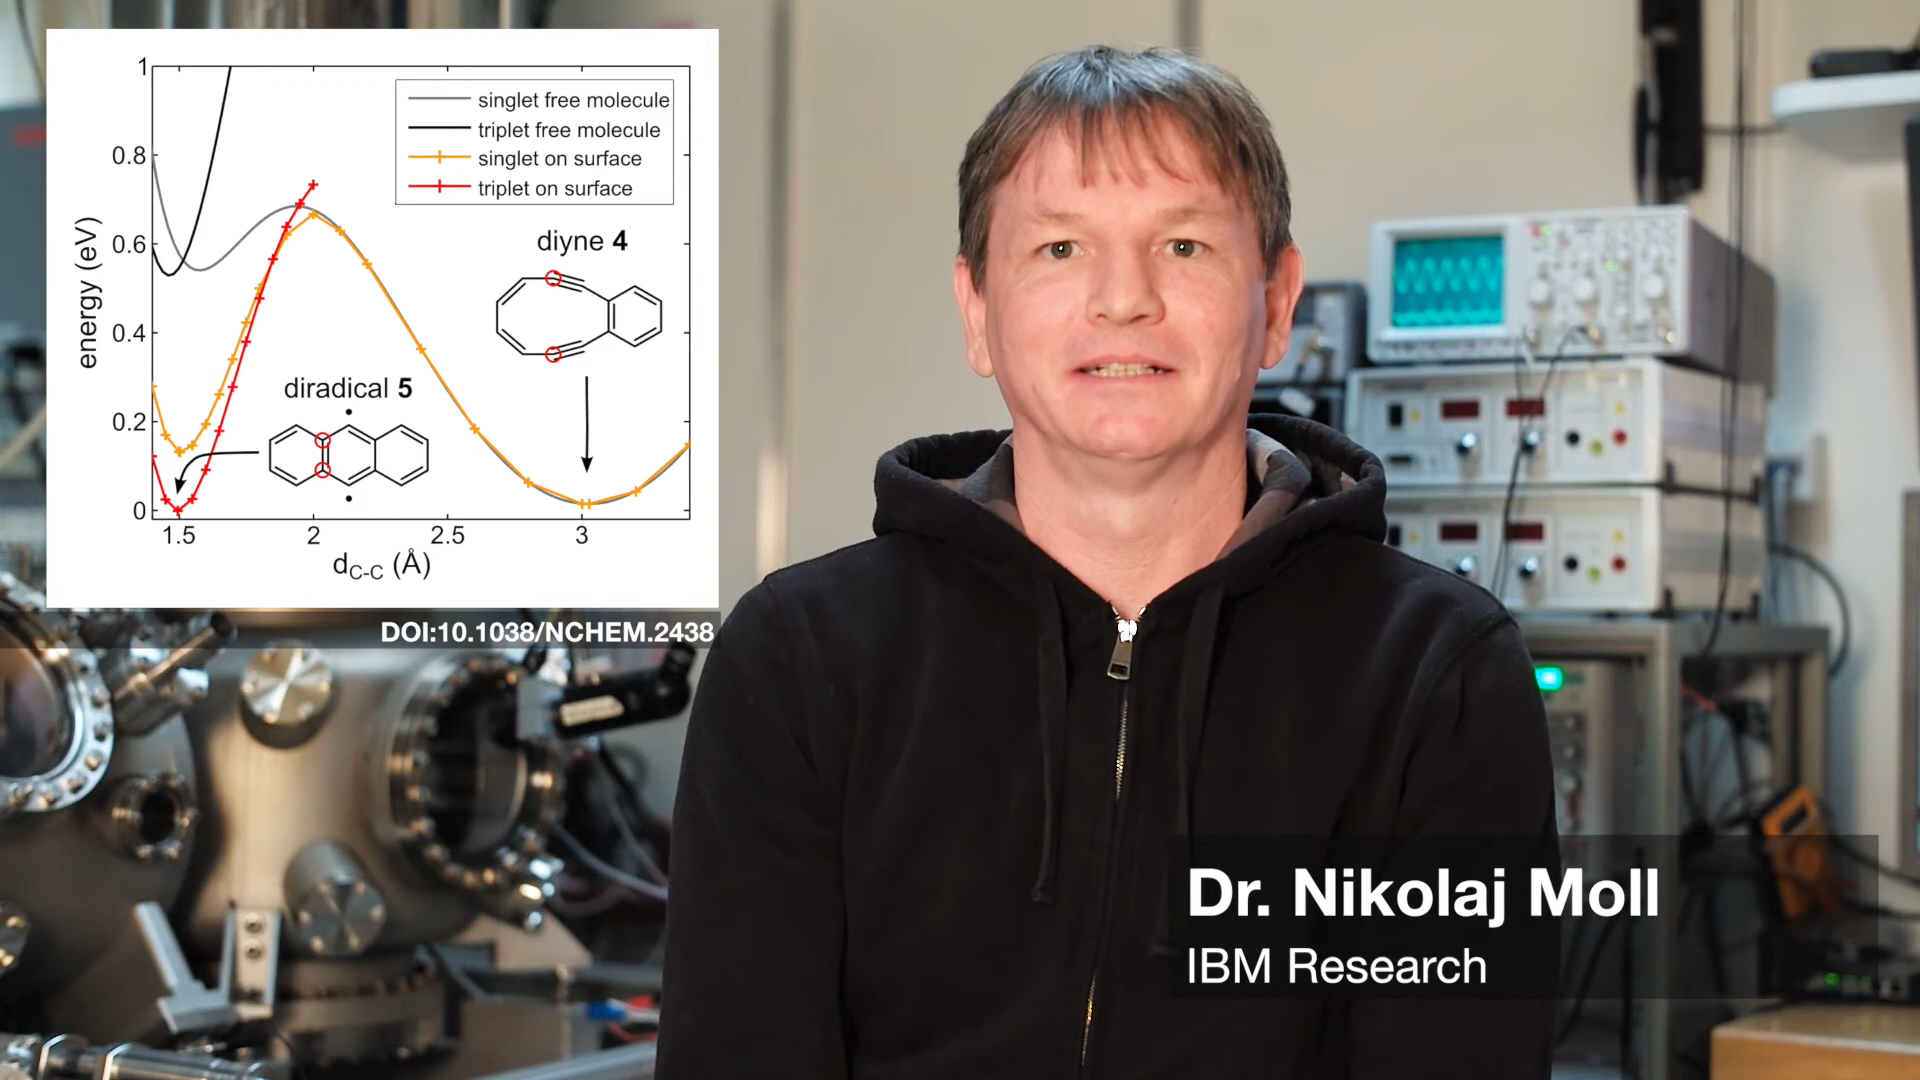 1
0.8
0.6
0.4
0.2
0
energy (eV)
singlet free molecule
triplet free molecule
singlet on surface
triplet on surface
diyne 4
diradical 5
1.5
2
2.5
3
dC-C (Å)
DOI:10.1038/NCHEM.2438
Dr. Nikolaj Moll
IBM Research